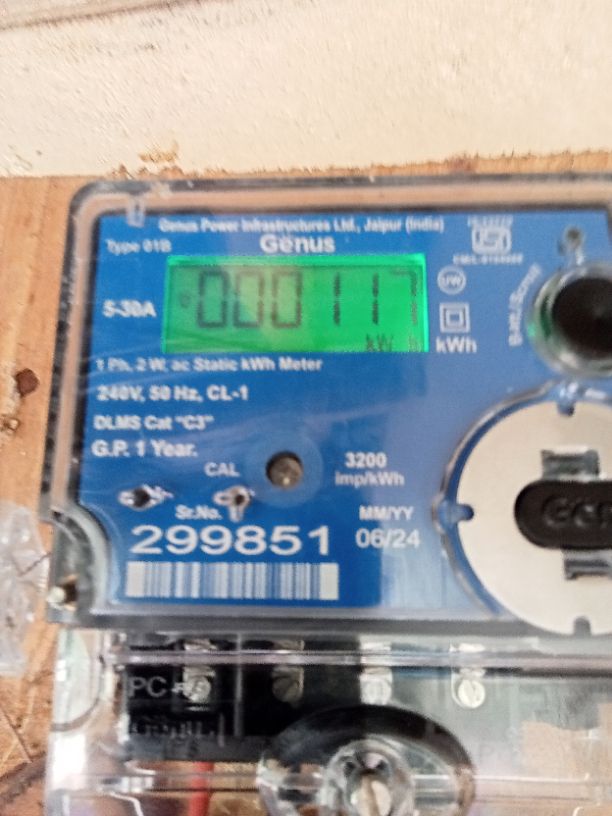 Genus Power Infrastructures Ltd., Jaipur (India)
Type 01B
Genus
5-30A
000117
kW
kWh
1 Ph, 2 W, ac Static kWh Meter
240V, 50 Hz, CL-1
DLMS Cat "C3"
G.P. 1 Year.
CAL
3200
imp/kWh
Sr.No.
MM/YY
299851
06/24